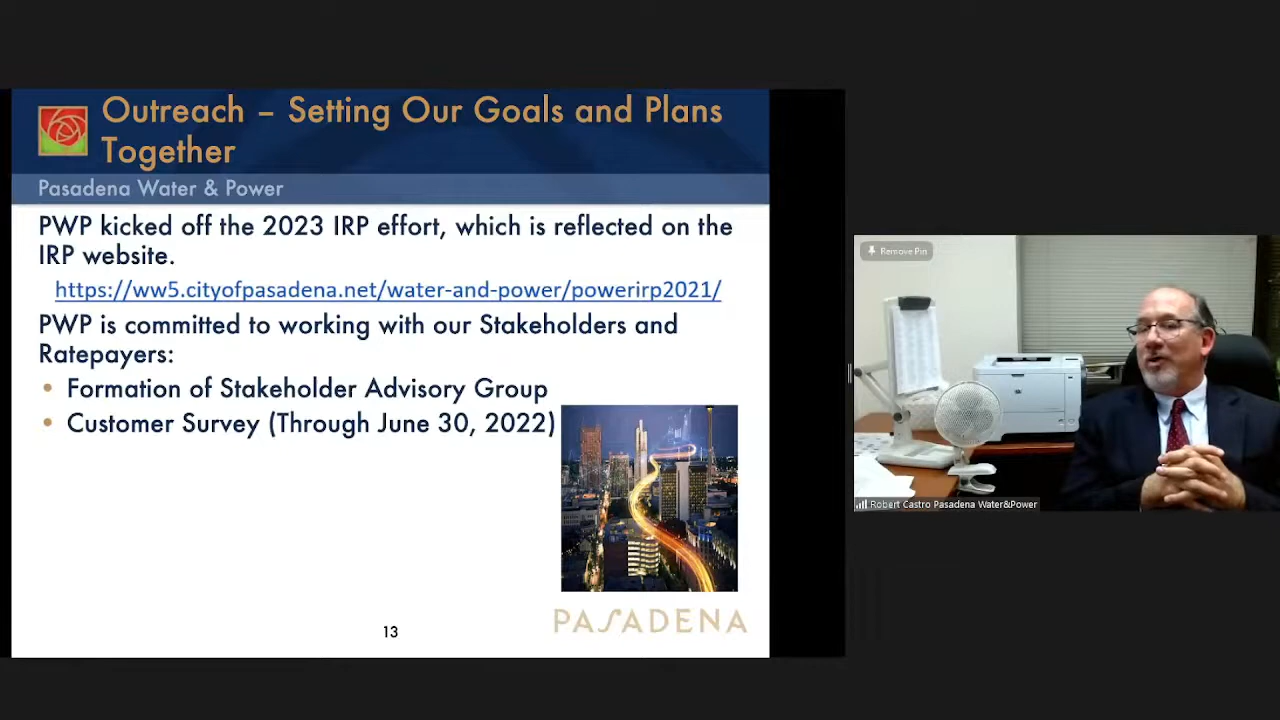 Outreach – Setting Our Goals and Plans
Together
Pasadena Water & Power
PWP kicked off the 2023 IRP effort, which is reflected on the
IRP website.
https://ww5.cityofpasadena.net/water-and-power/powerirp2021/
PWP is committed to working with our Stakeholders and
Ratepayers:
• Formation of Stakeholder Advisory Group
• Customer Survey (Through June 30, 2022)
13
PASADENA
Remove Pin
Robert Castro Pasadena Water&Power